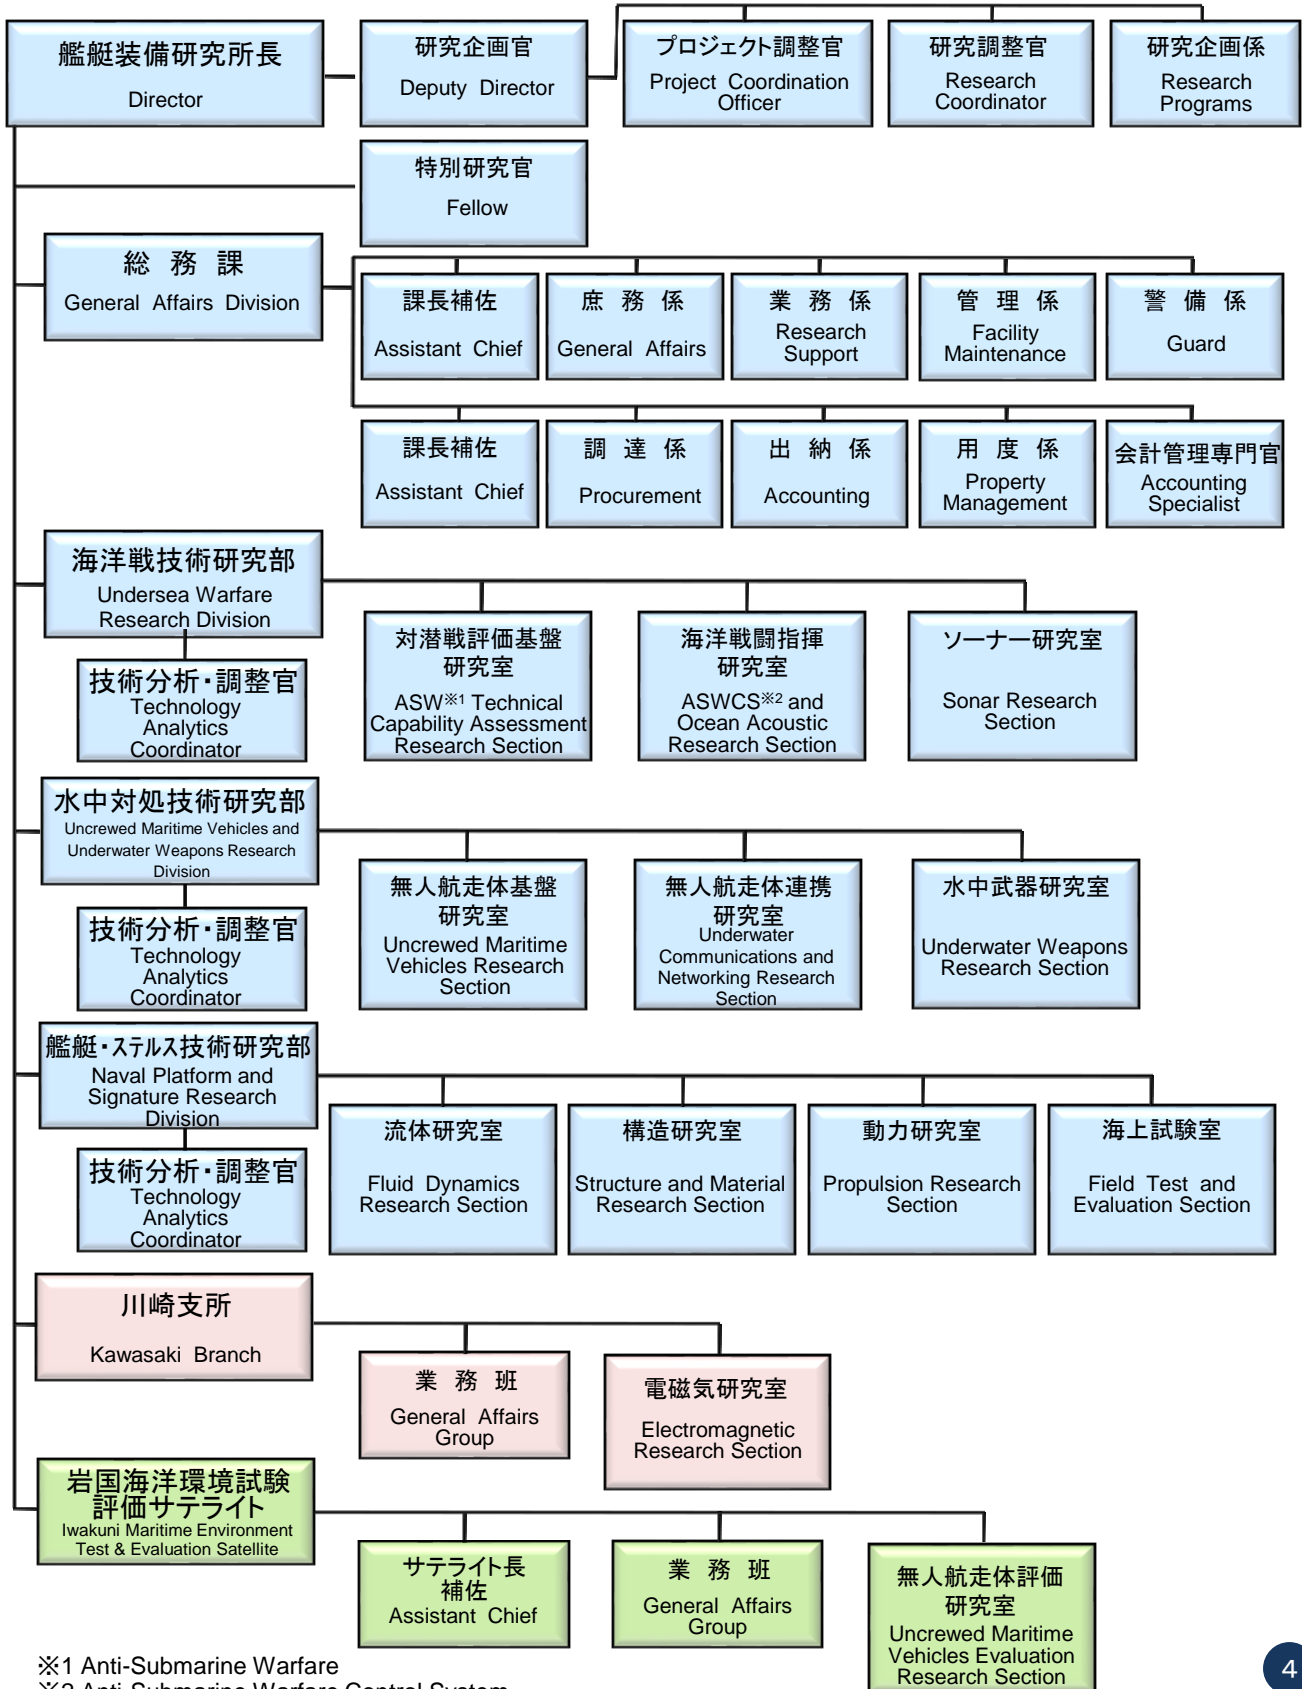 艦艇装備研究所長
Director
研究企画官
Deputy Director
プロジェクト調整官
Project Coordination
Officer
研究調整官
Research
Coordinator
研究企画係
Research
Programs
特別研究官
Fellow
総 務 課
General Affairs Division
課長補佐
Assistant Chief
庶 務 係
General Affairs
業 務 係
Research
Support
管 理 係
Facility
Maintenance
警 備 係
Guard
課長補佐
Assistant Chief
調 達 係
Procurement
出 納 係
Accounting
用 度 係
Property
Management
会計管理専門官
Accounting
Specialist
海洋戦技術研究部
Undersea Warfare
Research Division
技術分析・調整官
Technology
Analytics
Coordinator
対潜戦評価基盤
研究室
ASW※1 Technical
Capability Assessment
Research Section
海洋戦闘指揮
研究室
ASWCS※2 and
Ocean Acoustic
Research Section
ソーナー研究室
Sonar Research
Section
水中対処技術研究部
Uncrewed Maritime Vehicles and
Underwater Weapons Research
Division
技術分析・調整官
Technology
Analytics
Coordinator
無人航走体基盤
研究室
Uncrewed Maritime
Vehicles Research
Section
無人航走体連携
研究室
Underwater
Communications and
Networking Research
Section
水中武器研究室
Underwater Weapons
Research Section
艦艇・ステルス技術研究部
Naval Platform and
Signature Research
Division
技術分析・調整官
Technology
Analytics
Coordinator
流体研究室
Fluid Dynamics
Research Section
構造研究室
Structure and Material
Research Section
動力研究室
Propulsion Research
Section
海上試験室
Field Test and
Evaluation Section
川崎支所
Kawasaki Branch
業 務 班
General Affairs
Group
電磁気研究室
Electromagnetic
Research Section
岩国海洋環境試験
評価サテライト
Iwakuni Maritime Environment
Test & Evaluation Satellite
サテライト長
補佐
Assistant Chief
業 務 班
General Affairs
Group
無人航走体評価
研究室
Uncrewed Maritime
Vehicles Evaluation
Research Section
※1 Anti-Submarine Warfare
※2 Anti-Submarine Warfare Control System
4